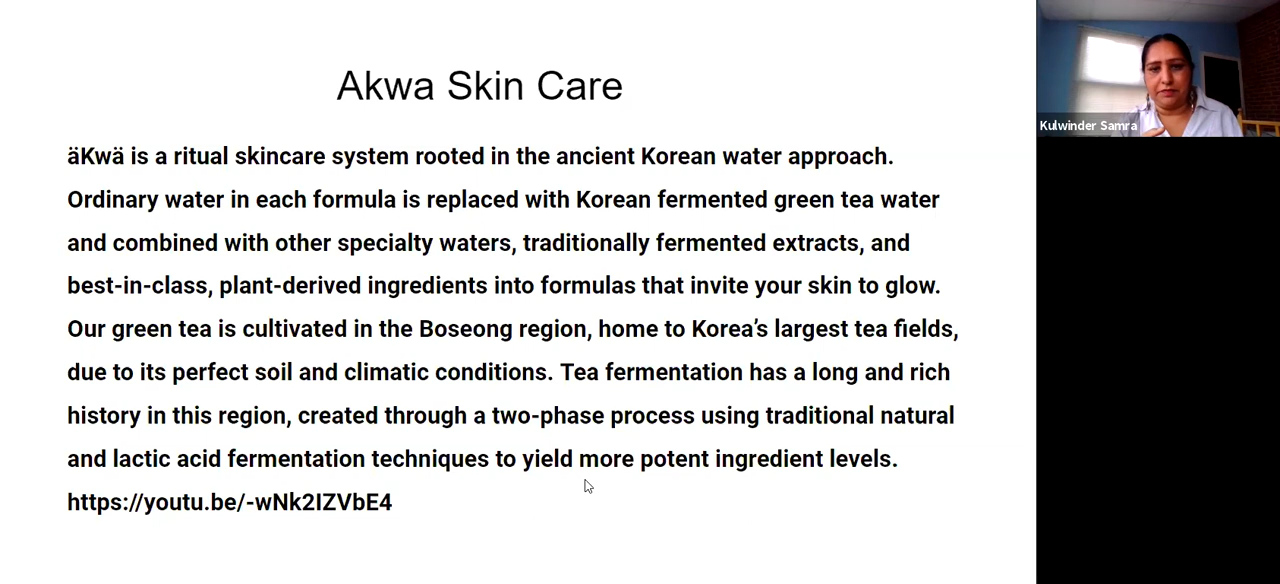 Akwa Skin Care
äKwä is a ritual skincare system rooted in the ancient Korean water approach.
Ordinary water in each formula is replaced with Korean fermented green tea water
and combined with other specialty waters, traditionally fermented extracts, and
best-in-class, plant-derived ingredients into formulas that invite your skin to glow.
Our green tea is cultivated in the Boseong region, home to Korea’s largest tea fields,
due to its perfect soil and climatic conditions. Tea fermentation has a long and rich
history in this region, created through a two-phase process using traditional natural
and lactic acid fermentation techniques to yield more potent ingredient levels.
https://youtu.be/-wNk2IZVbE4
Kulwinder Samra